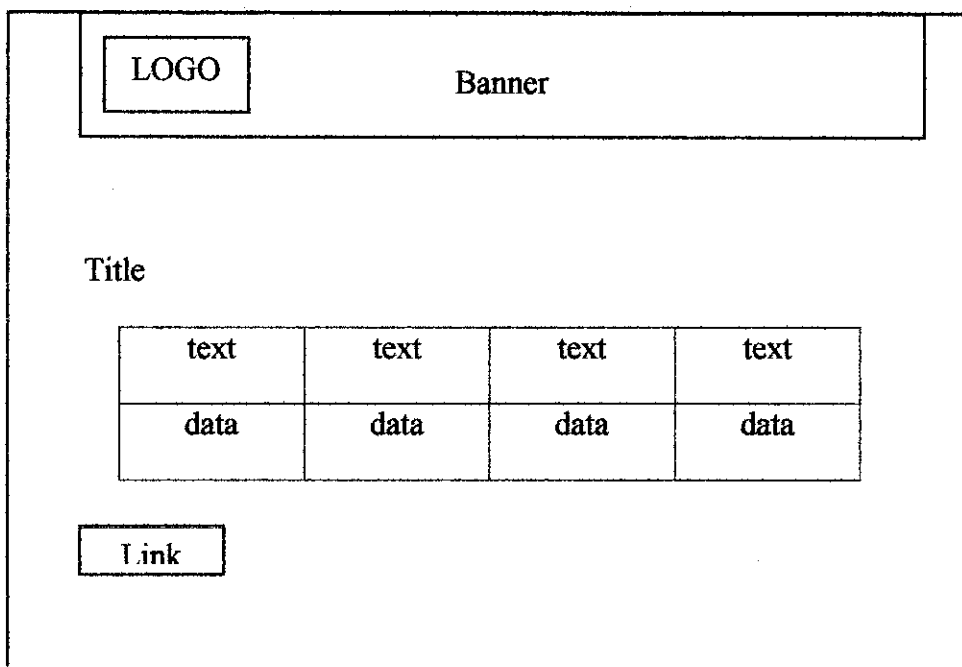 LOGO
Banner
Title
text text text text
data data data data
Link